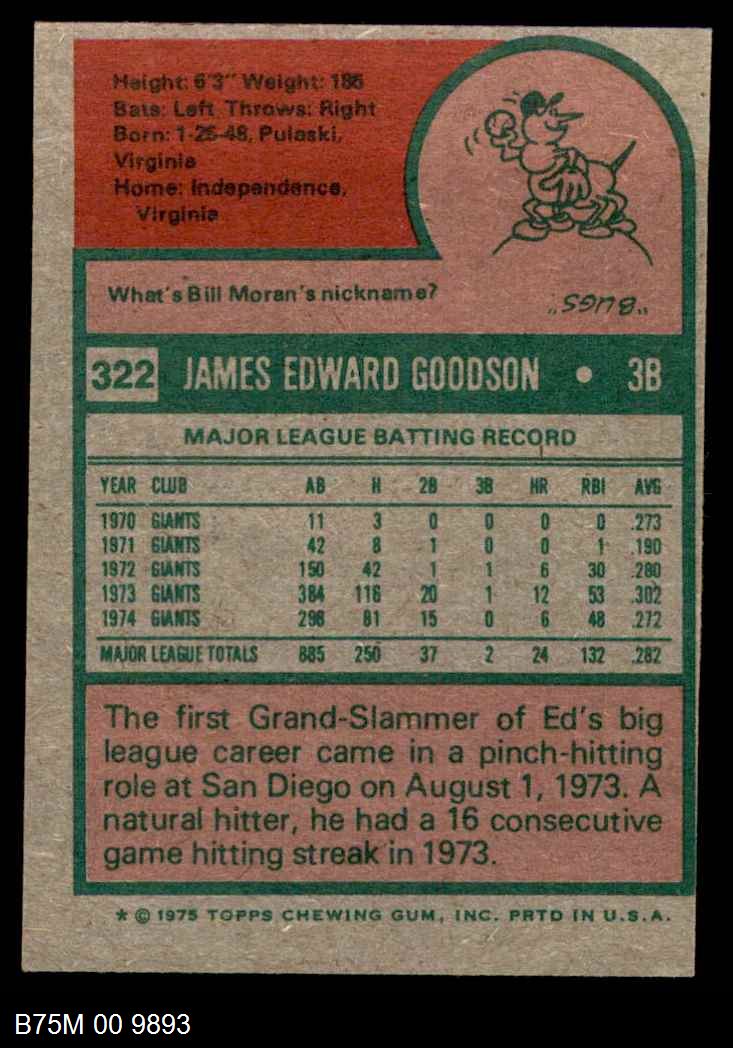 Height: 6'3" Weight: 185
Bats: Left Throws: Right
Born: 1-25-48, Pulaski,
Virginia
Home: Independence,
Virginia
What's Bill Moran's nickname?
"BUGS"
322 JAMES EDWARD GOODSON • 3B
MAJOR LEAGUE BATTING RECORD
YEAR CLUB AB H 2B 3B HR RBI AVG
1970 GIANTS 11 3 0 0 0 0 .273
1971 GIANTS 42 8 1 0 0 1 .190
1972 GIANTS 150 42 1 1 6 30 .280
1973 GIANTS 384 116 20 1 12 53 .302
1974 GIANTS 298 81 15 0 6 48 .272
MAJOR LEAGUE TOTALS 885 250 37 2 24 132 .282
The first Grand-Slammer of Ed's big
league career came in a pinch-hitting
role at San Diego on August 1, 1973. A
natural hitter, he had a 16 consecutive
game hitting streak in 1973.
* © 1975 TOPPS CHEWING GUM, INC. PRTD IN U.S.A.
B75M 00 9893